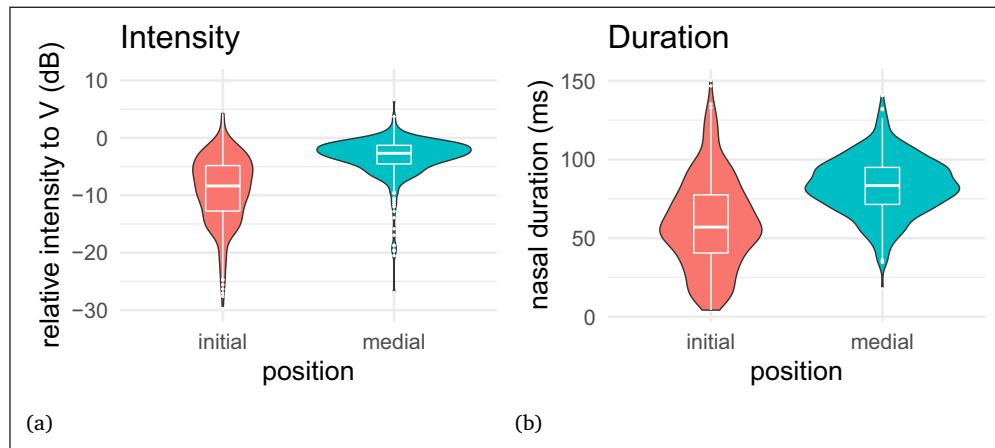 Intensity
relative intensity to V (dB)
10
0
−10
−20
−30
initial
medial
position
(a)
Duration
nasal duration (ms)
150
100
50
0
initial
medial
position
(b)